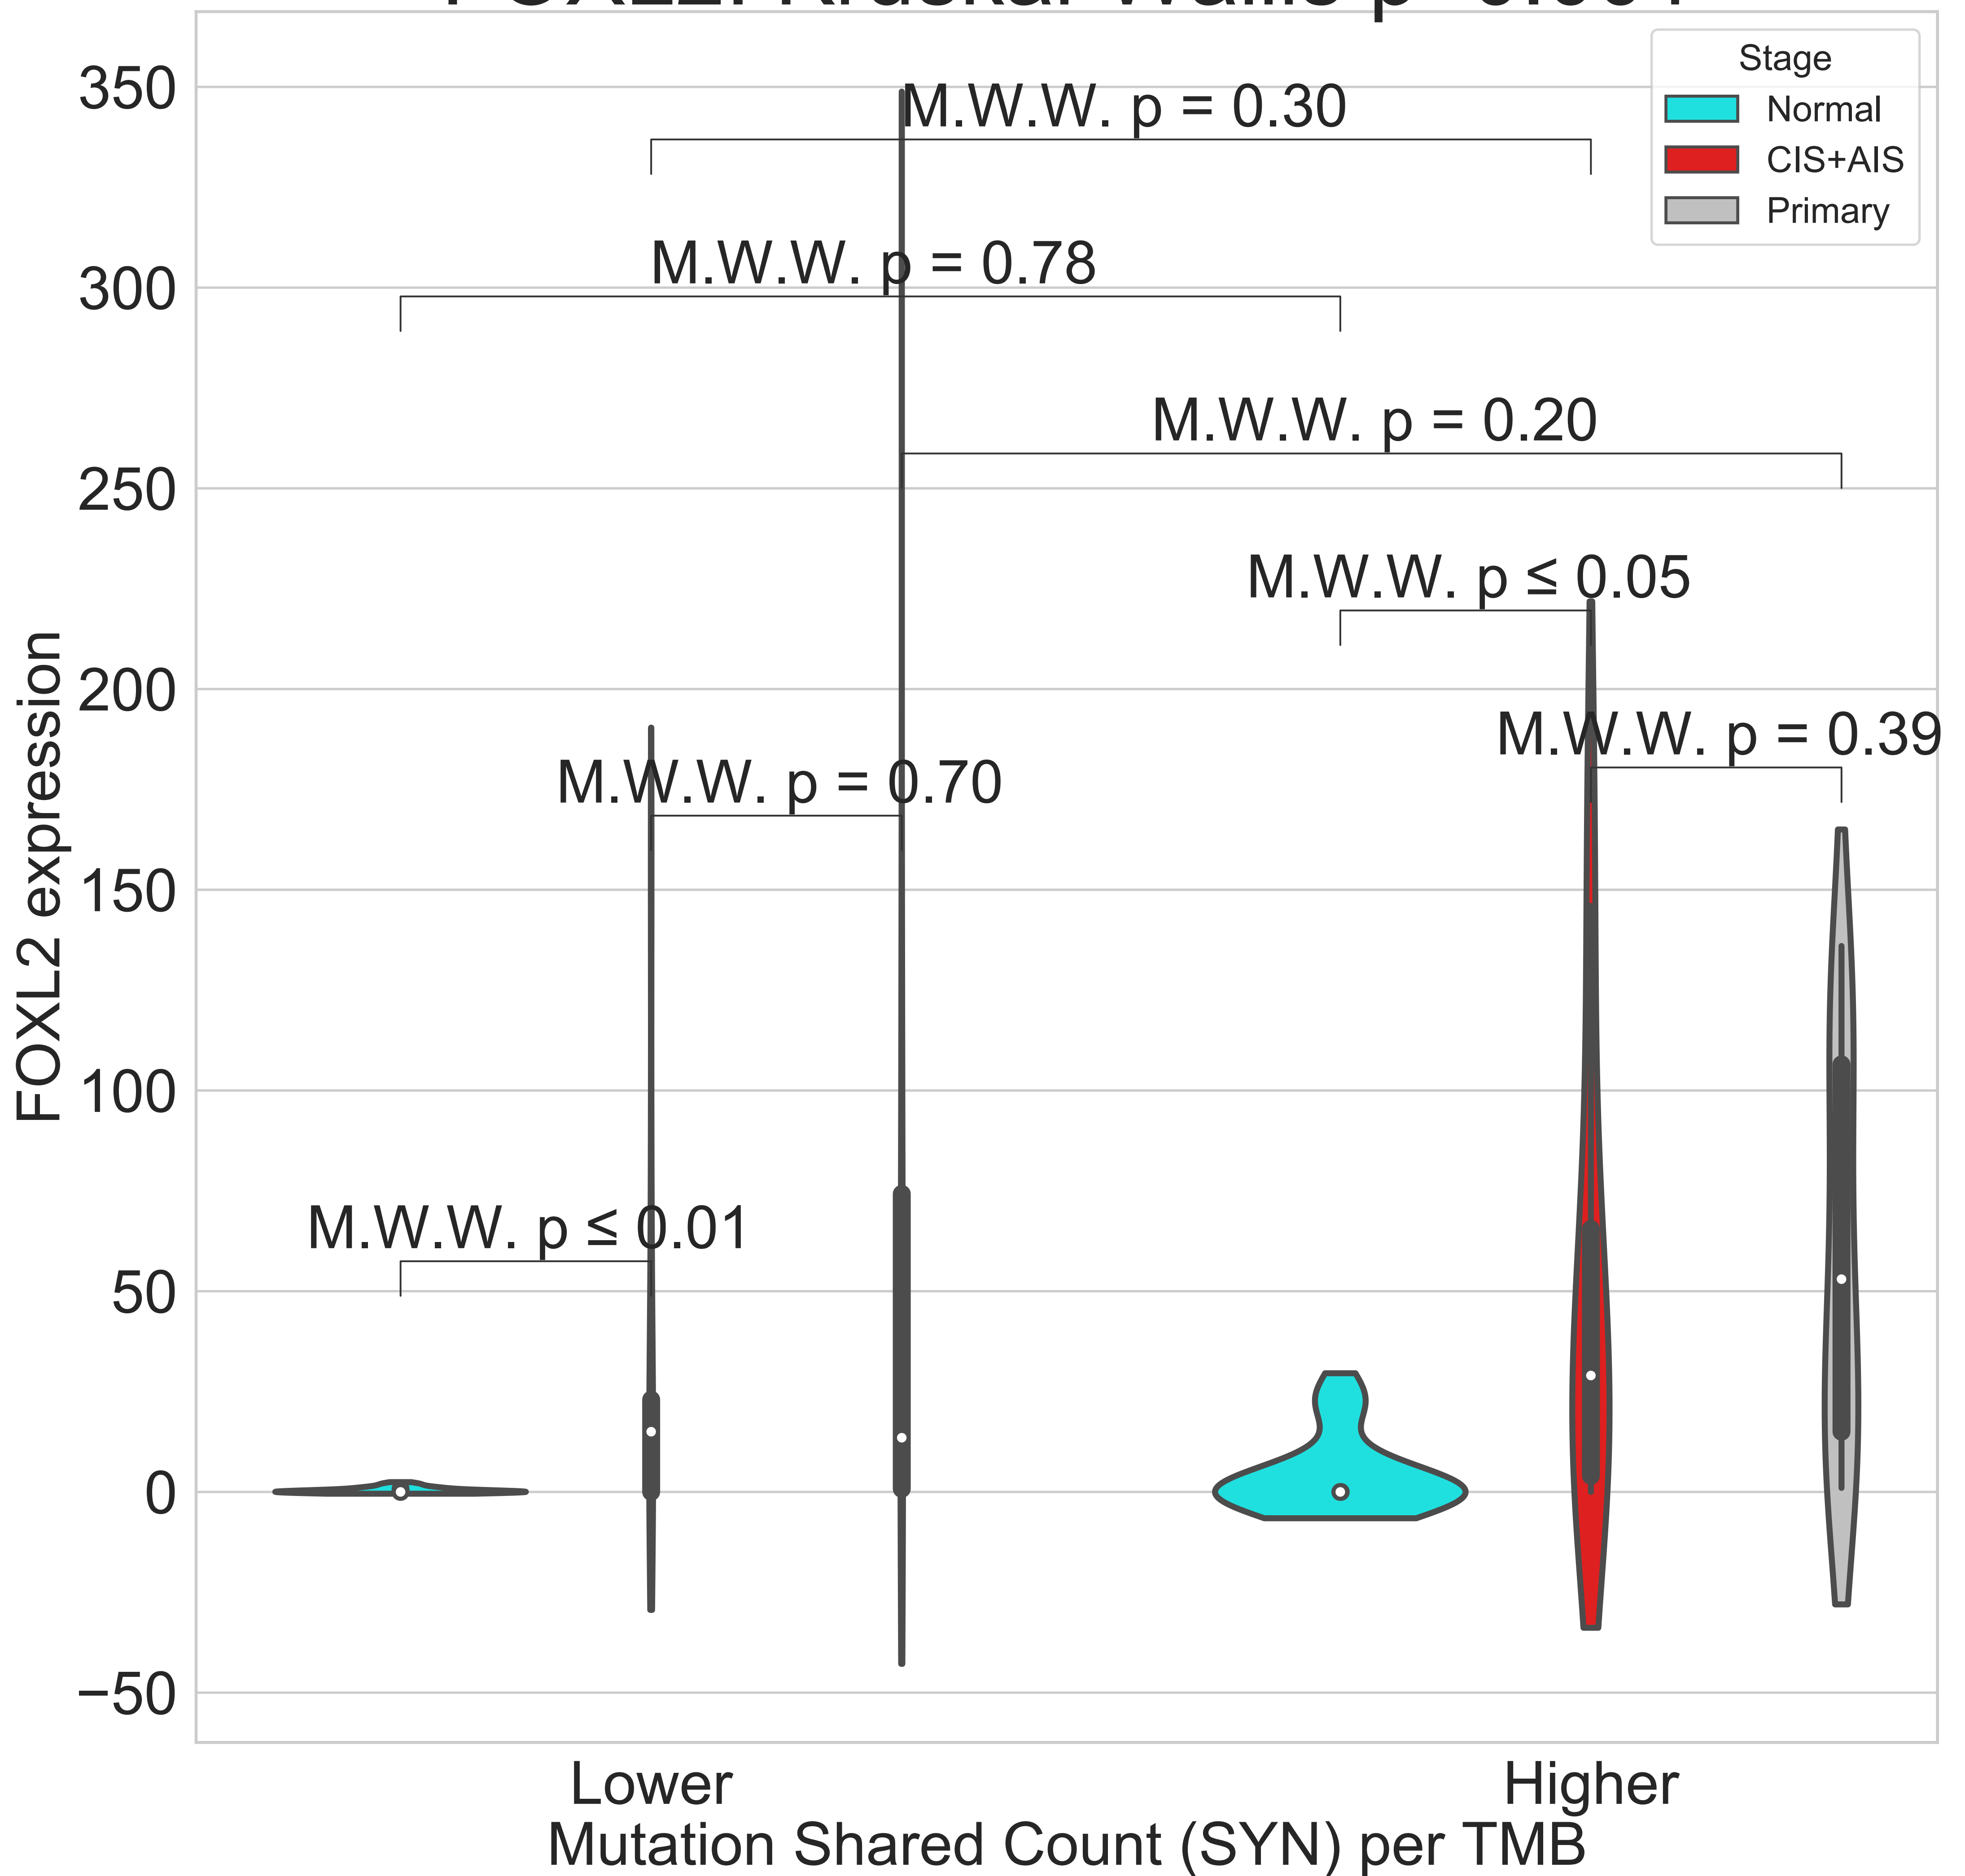 Stage
Normal
CIS+AIS
Primary
350
300
250
200
150
100
50
0
−50
FOXL2 expression
M.W.W. p = 0.30
M.W.W. p = 0.78
M.W.W. p = 0.20
M.W.W. p ≤ 0.05
M.W.W. p = 0.39
M.W.W. p = 0.70
M.W.W. p ≤ 0.01
Lower
Higher
Mutation Shared Count (SYN) per TMB